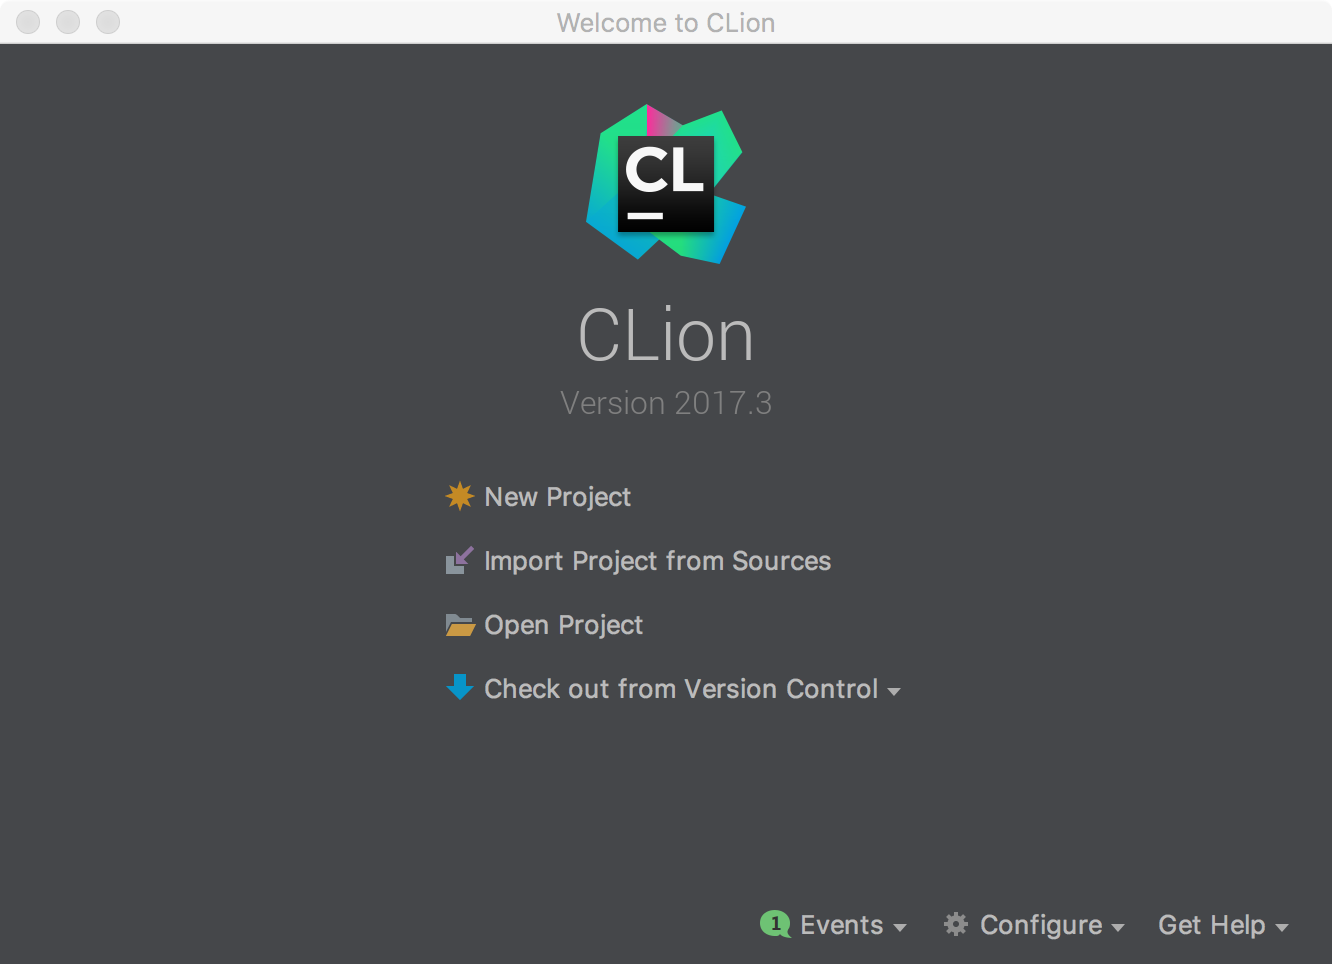 Welcome to CLion
CL
CLion
Version 2017.3
New Project
Import Project from Sources
Open Project
Check out from Version Control
1 Events Configure Get Help